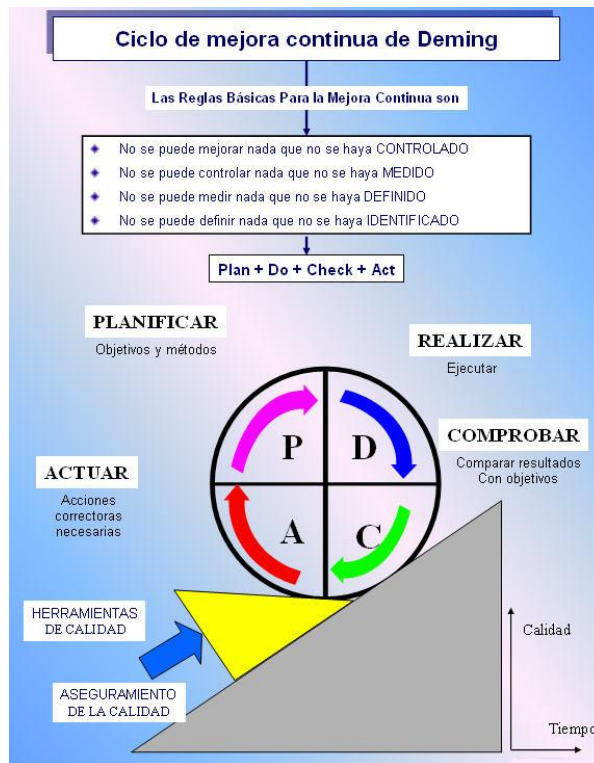 Ciclo de mejora continua de Deming
Las Reglas Básicas Para la Mejora Continua son
No se puede mejorar nada que no se haya CONTROLADO
No se puede controlar nada que no se haya MEDIDO
No se puede medir nada que no se haya DEFINIDO
No se puede definir nada que no se haya IDENTIFICADO
Plan + Do + Check + Act
PLANIFICAR
Objetivos y métodos
REALIZAR
Ejecutar
P
D
COMPROBAR
Comparar resultados
Con objetivos
ACTUAR
Acciones
correctoras
necesarias
A
C
HERRAMIENTAS
DE CALIDAD
ASEGURAMIENTO
DE LA CALIDAD
Calidad
Tiempo